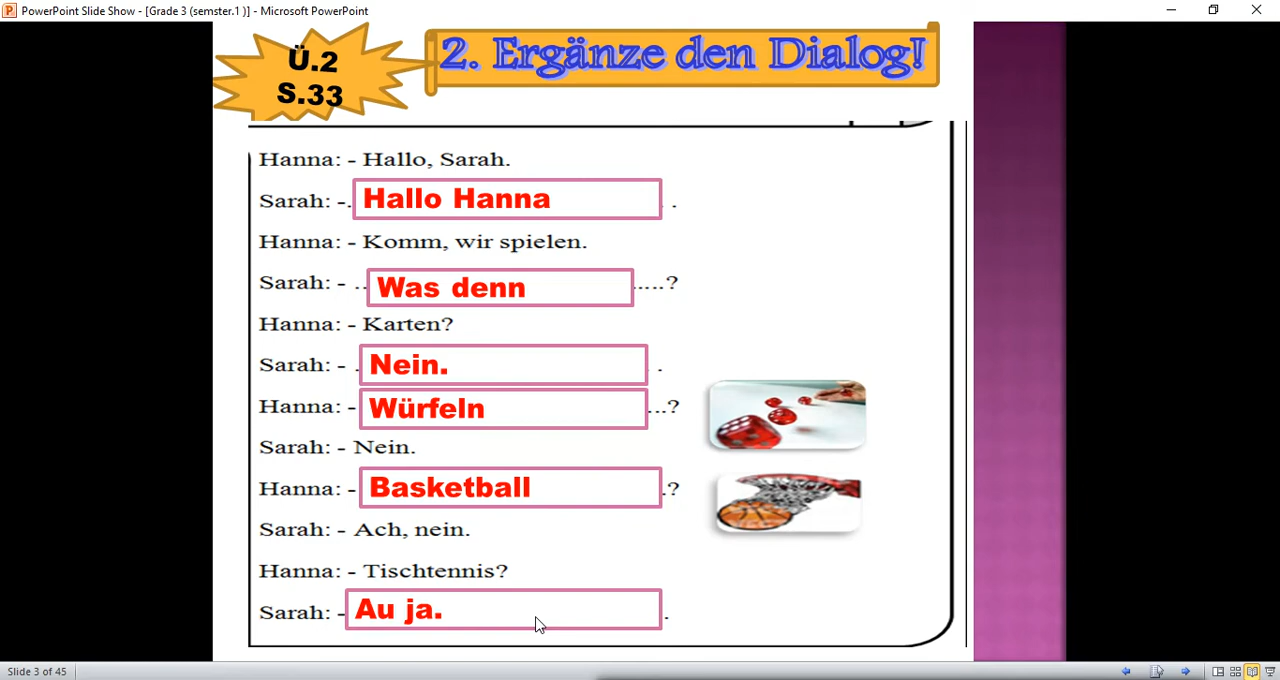 PowerPoint Slide Show - [Grade 3 (semster.1 )] - Microsoft PowerPoint
Ü.2
S.33
2. Ergänze den Dialog!
Hanna: - Hallo, Sarah.
Sarah: -. Hallo Hanna .
Hanna: - Komm, wir spielen.
Sarah: - .. Was denn .....?
Hanna: - Karten?
Sarah: - . Nein. .
Hanna: - Würfeln ...?
Sarah: - Nein.
Hanna: - Basketball .?
Sarah: - Ach, nein.
Hanna: - Tischtennis?
Sarah: - Au ja. .
Slide 3 of 45